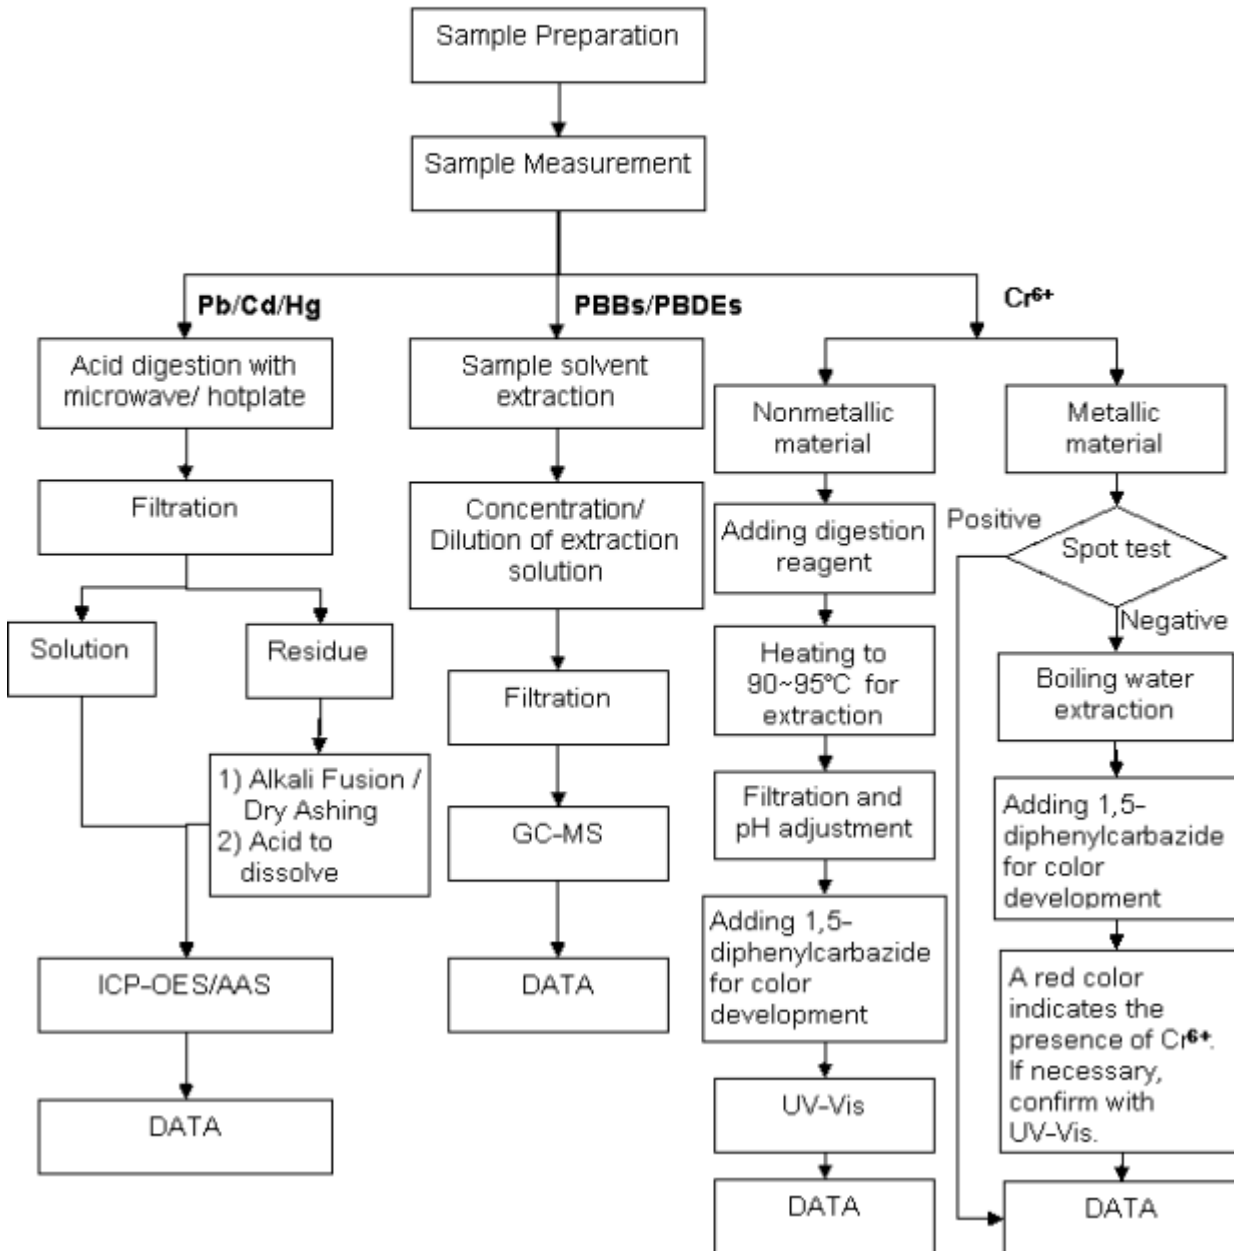 Sample Preparation
Sample Measurement
Pb/Cd/Hg
PBBs/PBDEs
Cr⁶⁺
Acid digestion with
microwave/ hotplate
Filtration
Solution
Residue
1) Alkali Fusion /
Dry Ashing
2) Acid to
dissolve
ICP-OES/AAS
DATA
Sample solvent
extraction
Concentration/
Dilution of extraction
solution
Filtration
GC-MS
DATA
Nonmetallic
material
Adding digestion
reagent
Heating to
90~95℃ for
extraction
Filtration and
pH adjustment
Adding 1,5-
diphenylcarbazide
for color
development
UV-Vis
DATA
Metallic
material
Positive
Spot test
Negative
Boiling water
extraction
Adding 1,5-
diphenylcarbazide
for color
development
A red color
indicates the
presence of Cr⁶⁺.
If necessary,
confirm with
UV-Vis.
DATA